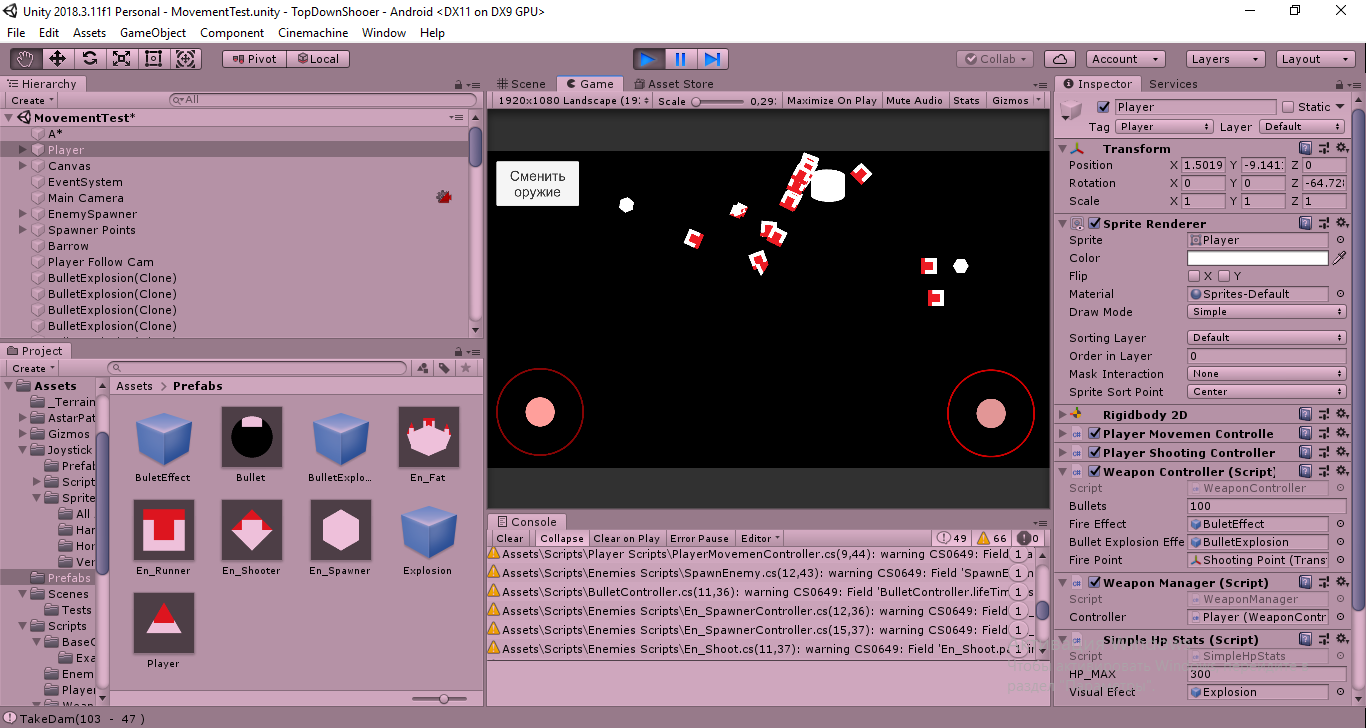 Unity 2018.3.11f1 Personal - MovementTest.unity - TopDownShooer - Android <DX11 on DX9 GPU>
File Edit Assets GameObject Component Cinemachine Window Help
Pivot Local Collab Account Layers Layout
Hierarchy
Create All
MovementTest*
A*
Player
Canvas
EventSystem
Main Camera
EnemySpawner
Spawner Points
Barrow
Player Follow Cam
BulletExplosion(Clone)
BulletExplosion(Clone)
BulletExplosion(Clone)
BulletExplosion(Clone)
Scene Game Asset Store
1920x1080 Landscape (19: Scale 0,29: Maximize On Play Mute Audio Stats Gizmos
Сменить
оружие
Project
Create
Assets
_Terrain
AstarPat
Gizmos
Joystick
Prefab
Script
Sprite
All
Har
Hor
Ver
Prefabs
Scenes
Tests
Scripts
BaseC
Exa
Enem
Player
Assets > Prefabs
BuletEffect Bullet BulletExplo... En_Fat
En_Runner En_Shooter En_Spawner Explosion
Player
Console
Clear Collapse Clear on Play Error Pause Editor 49 66 0
Assets\Scripts\Player Scripts\PlayerMovemenController.cs(9,44): warning CS0649: Field 1
Assets\Scripts\Enemies Scripts\SpawnEnemy.cs(12,43): warning CS0649: Field 'SpawnE 1
Assets\Scripts\BulletController.cs(11,36): warning CS0649: Field 'BulletController.lifeTim 1
Assets\Scripts\Enemies Scripts\En_SpawnerController.cs(12,36): warning CS0649: Field 1
Assets\Scripts\Enemies Scripts\En_SpawnerController.cs(15,37): warning CS0649: Field 1
Assets\Scripts\Enemies Scripts\En_Shoot.cs(11,37): warning CS0649: Field 'En_Shoot.pa 1
Inspector Services
Player Static
Tag Player Layer Default
Transform
Position X 1.5019 Y -9.141: Z 0
Rotation X 0 Y 0 Z -64.728
Scale X 1 Y 1 Z 1
Sprite Renderer
Sprite Player
Color
Flip X Y
Material Sprites-Default
Draw Mode Simple
Sorting Layer Default
Order in Layer 0
Mask Interaction None
Sprite Sort Point Center
Rigidbody 2D
Player Movemen Controlle
Player Shooting Controller
Weapon Controller (Script)
Script WeaponController
Bullets 100
Fire Effect BuletEffect
Bullet Explosion Effe BulletExplosion
Fire Point Shooting Point (Trans
Weapon Manager (Script)
Script WeaponManager
Controller Player (WeaponContr
Simple Hp Stats (Script)
Script SimpleHpStats
HP_MAX 300
Visual Efect Explosion
TakeDam(103 - 47 )